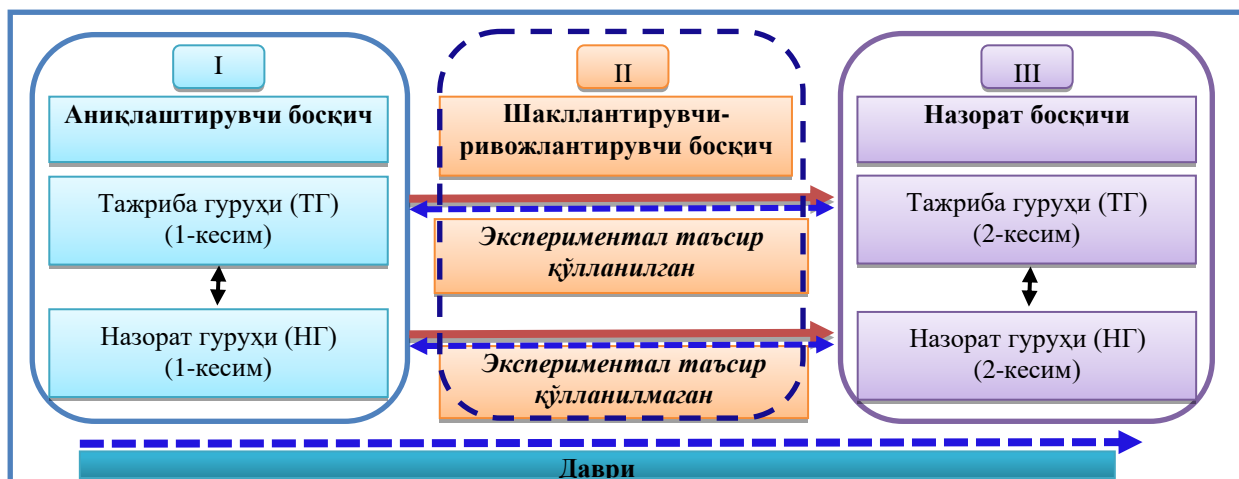 I
Аниқлаштирувчи босқич
Тажриба гуруҳи (ТГ)
(1-кесим)
Назорат гуруҳи (НГ)
(1-кесим)
II
Шакллантирувчи-
ривожлантирувчи босқич
Экспериментал таъсир
қўлланилган
Экспериментал таъсир
қўлланилмаган
III
Назорат босқичи
Тажриба гуруҳи (ТГ)
(2-кесим)
Назорат гуруҳи (НГ)
(2-кесим)
Даври